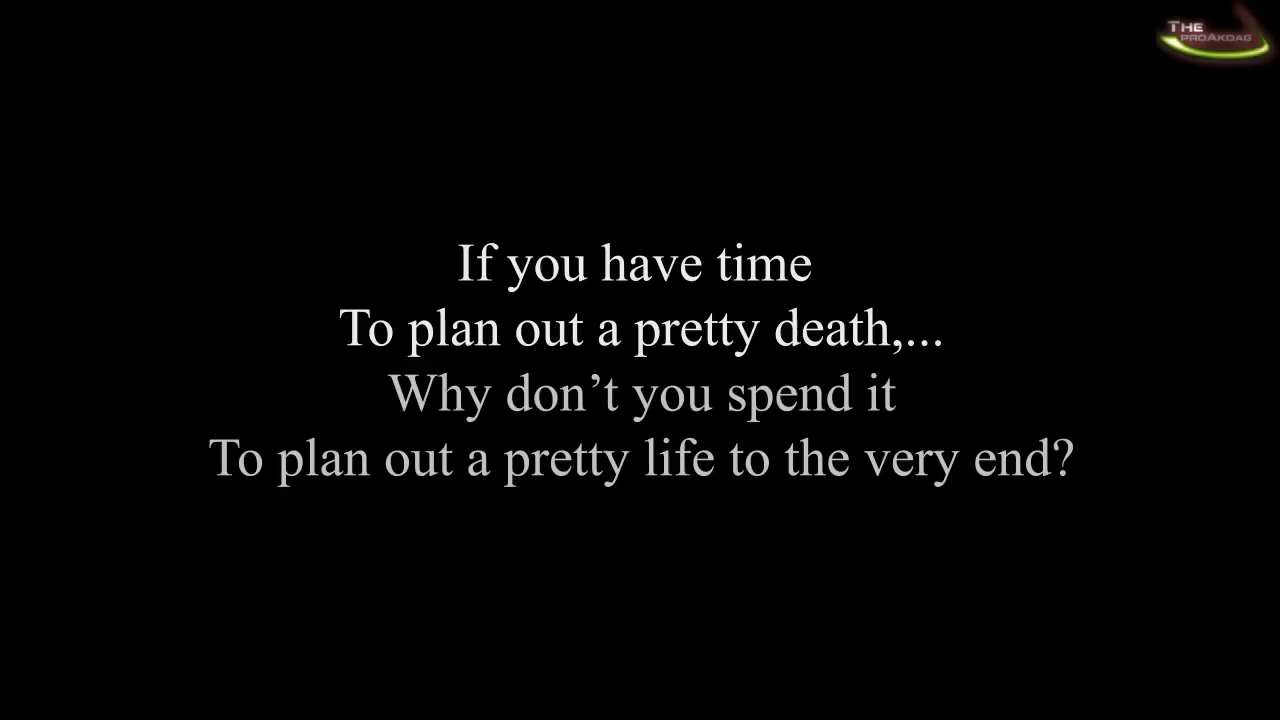 THE
PROAKDAG
If you have time
To plan out a pretty death,...
Why don’t you spend it
To plan out a pretty life to the very end?